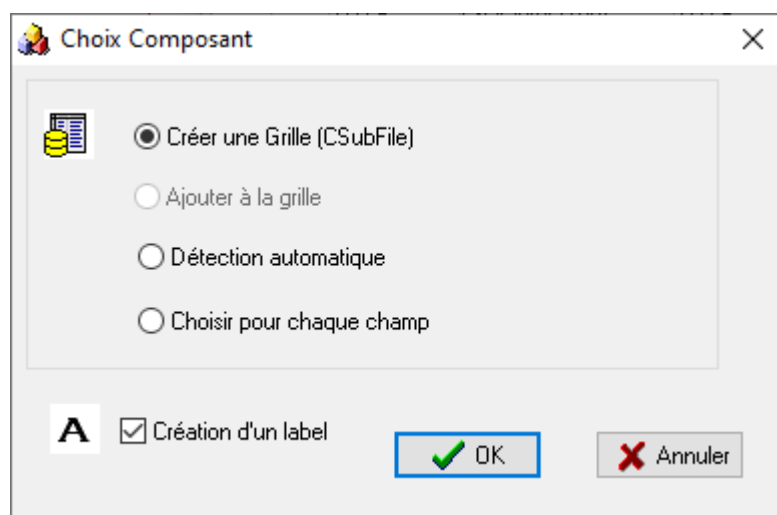 Choix Composant
Créer une Grille (CSubFile)
Ajouter à la grille
Détection automatique
Choisir pour chaque champ
A
Création d'un label
OK
Annuler